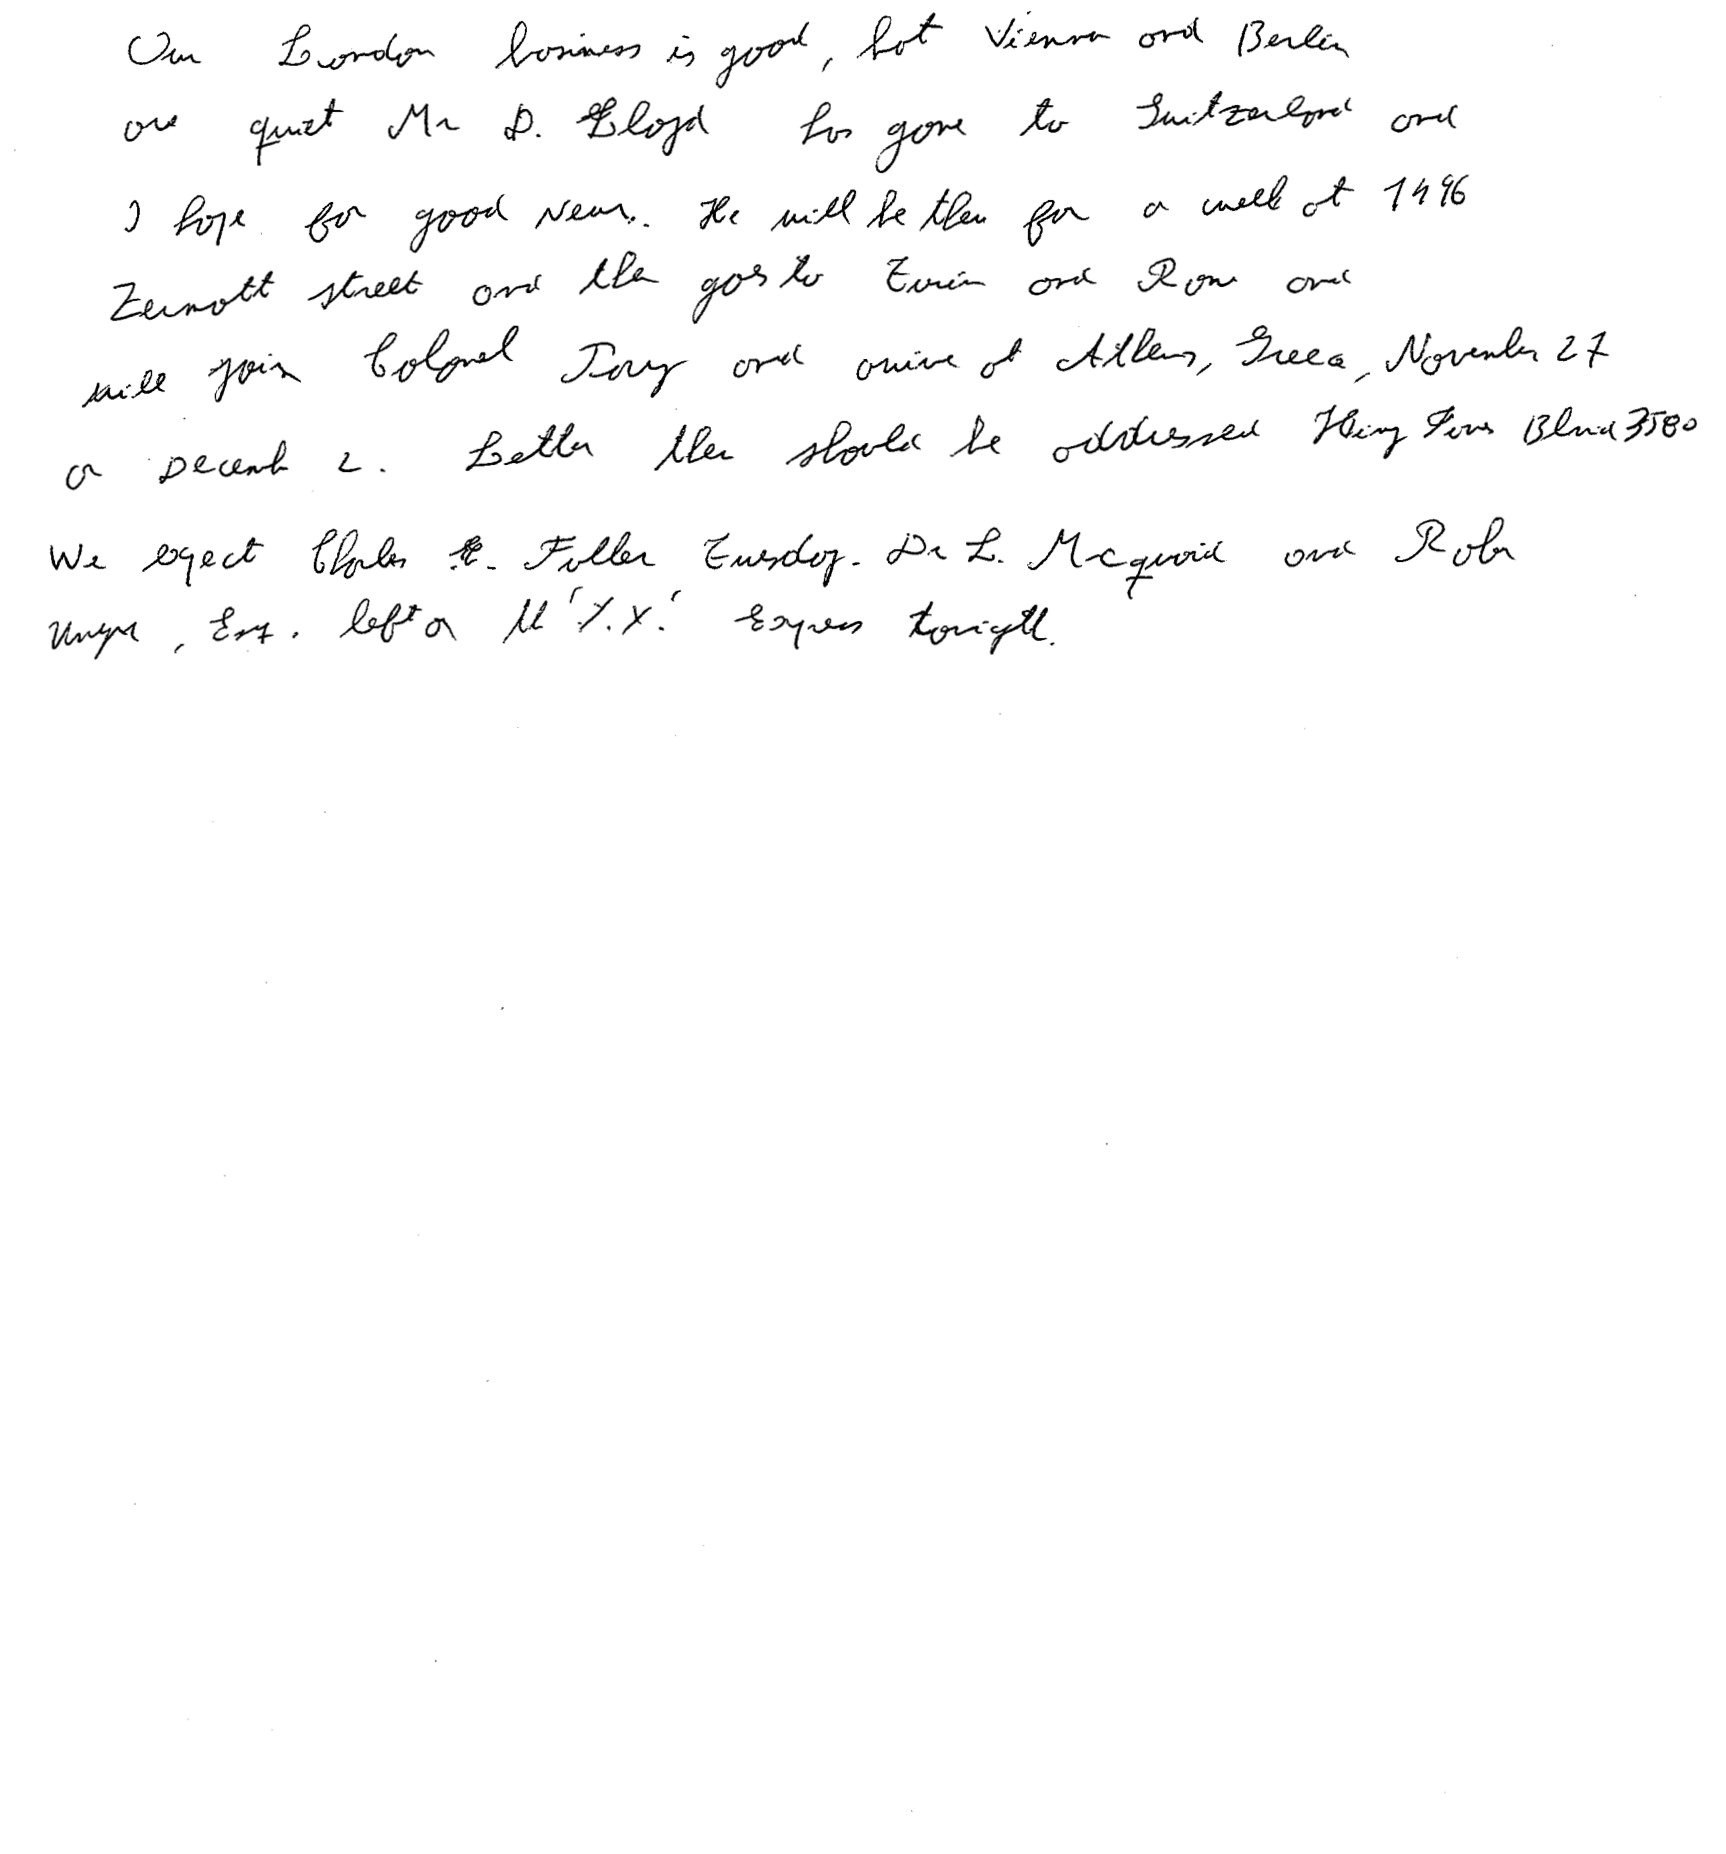 Our London business is good, but Vienna and Berlin
are quiet Mr D. Lloyd has gone to Switzerland and
I hope for good News. He will be there for a week at 1496
Zermott street and then goes to Turin and Rome and
will join Colonel Parry and arrive at Athens, Greece, November 27
or December 2. Letters there should be addressed King James Blvd 3580
We expect Charles E. Fuller Tuesday. Dr L. Mcquaid and Robert
Unger, Esq. left on the 'Y.X.' Express tonight.